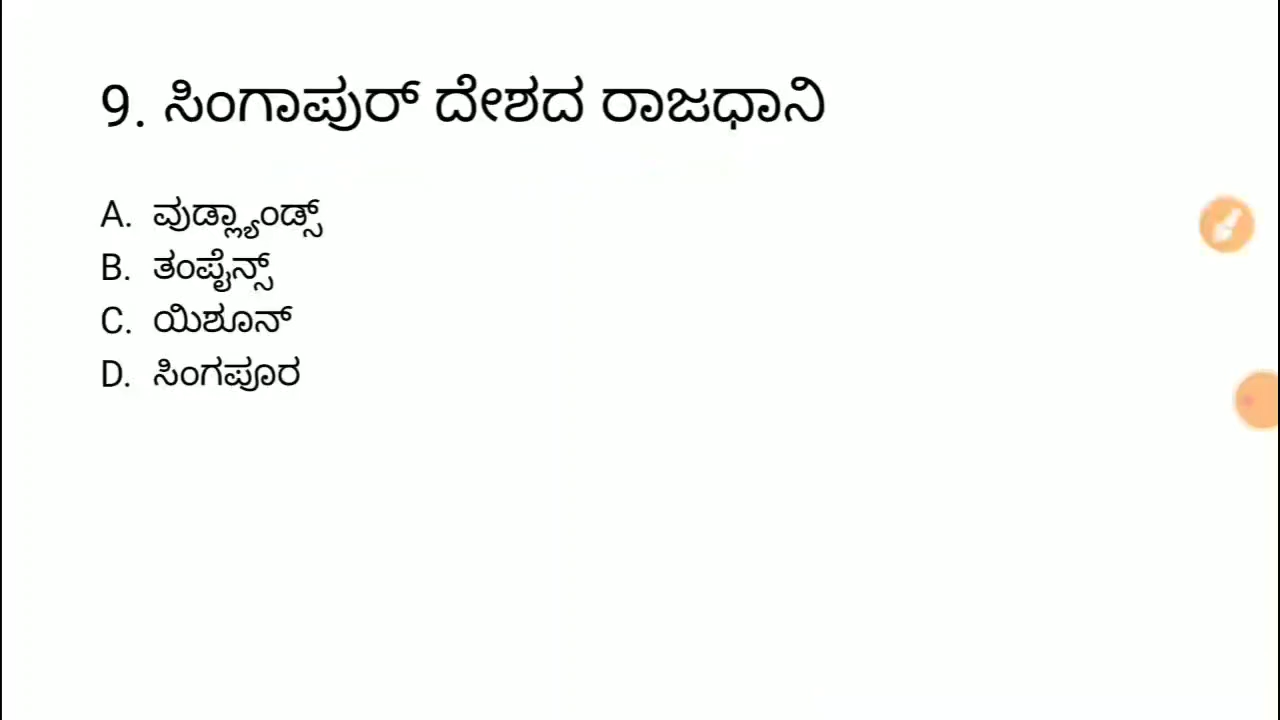 9. ಸಿಂಗಾಪುರ್ ದೇಶದ ರಾಜಧಾನಿ
A. ವುಡ್ಲ್ಯಾಂಡ್ಸ್
B. ತಂಪೈನ್ಸ್
C. ಯಿಶೂನ್
D. ಸಿಂಗಪೂರ